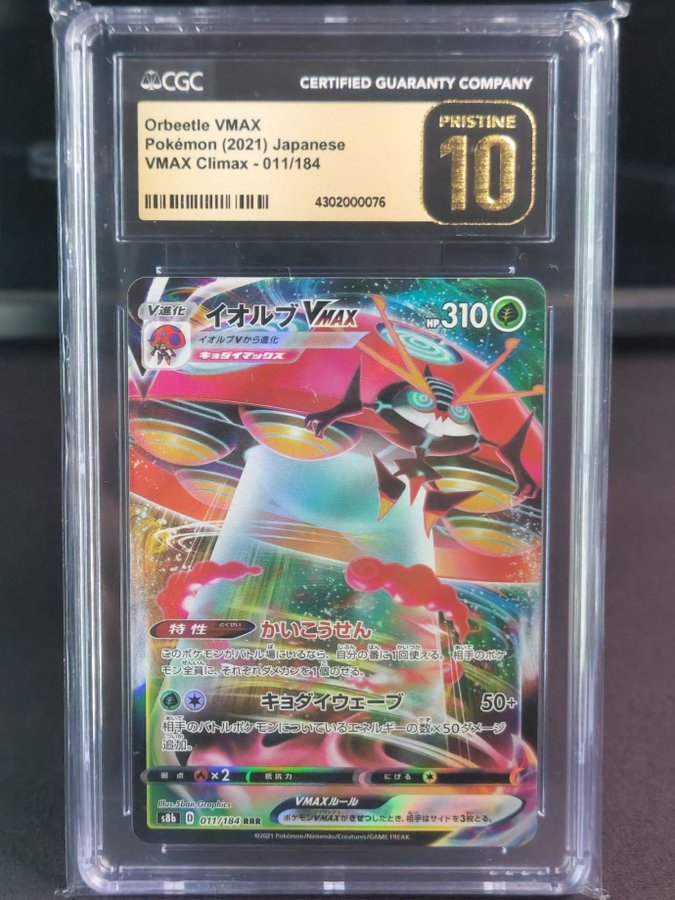 CGC
CERTIFIED GUARANTY COMPANY
Orbeetle VMAX
Pokémon (2021) Japanese
VMAX Climax - 011/184
4302000076
PRISTINE
10
V進化
イオルブVMAX
HP310
イオルブVから進化
キョダイマックス
特性 とくせい かいこうせん
このポケモンがバトル場にいるなら、自分の番に1回使える。相手のポケ
モン全員に、それぞれダメカンを1個のせる。
キョダイウェーブ 50+
相手のバトルポケモンについているエネルギーの数×50ダメージ
追加。
弱点 ×2 抵抗力 にげる
Illus. 5ban Graphics
VMAXルール
s8b D 011/184 RRR
ポケモンVMAXがきぜつしたとき、相手はサイドを3枚とる。
©2021 Pokémon/Nintendo/Creatures/GAME FREAK.